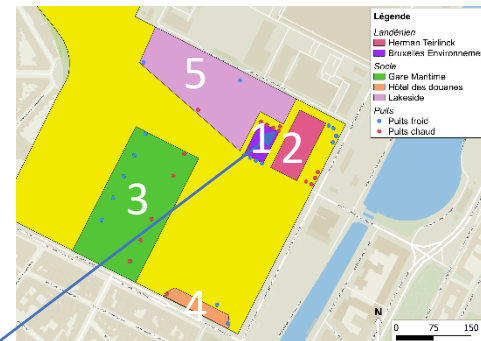 Légende
Landénien
Herman Teirlinck
Bruxelles Environnement
Socle
Gare Maritime
Hôtel des douanes
Lakeside
Puits
Puits froid
Puits chaud
5
1
2
3
4
N
0 75 150